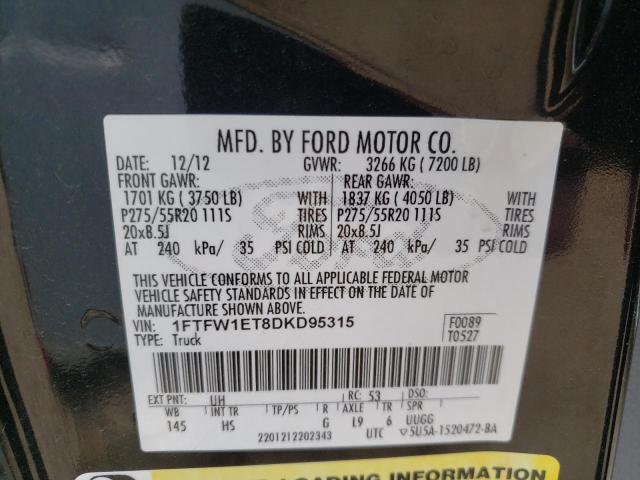 MFD. BY FORD MOTOR CO.
DATE: 12/12 GVWR: 3266 KG ( 7200 LB)
FRONT GAWR: REAR GAWR:
1701 KG ( 3750 LB) WITH 1837 KG ( 4050 LB) WITH
P275/55R20 111S TIRES P275/55R20 111S TIRES
20x8.5J RIMS 20x8.5J RIMS
AT 240 kPa/ 35 PSI COLD AT 240 kPa/ 35 PSI COLD
THIS VEHICLE CONFORMS TO ALL APPLICABLE FEDERAL MOTOR
VEHICLE SAFETY STANDARDS IN EFFECT ON THE DATE OF
MANUFACTURE SHOWN ABOVE.
VIN: 1FTFW1ET8DKD95315 F0089
TYPE: Truck T0527
EXT PNT: UH RC: 53 DSO:
WB INT TR TP/PS R AXLE TR SPR
145 HS G L9 6 UUGG
2201212202343 UTC 5U5A-1520472-BA
LOADING INFORMATION